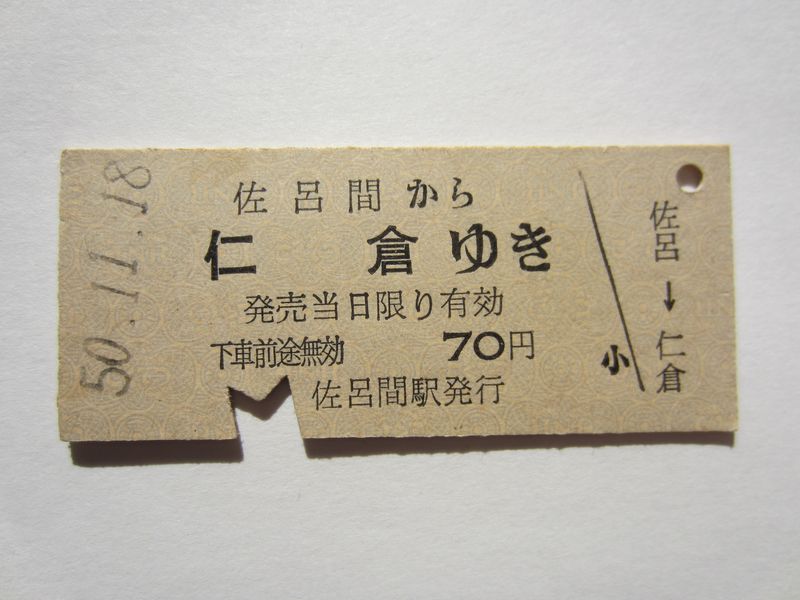 50.11.18
佐呂間から
仁倉ゆき
発売当日限り有効
下車前途無効 70円
佐呂間駅発行
小
佐呂→仁倉